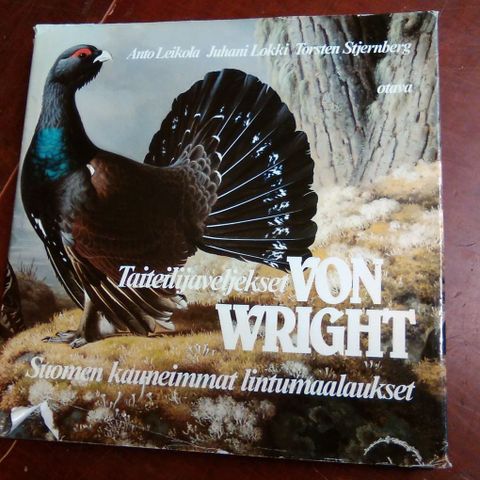 Anto Leikola Juhani Lokki Torsten Stjernberg
otava
Taiteilijaveljekset VON
WRIGHT
Suomen kauneimmat lintumaalaukset